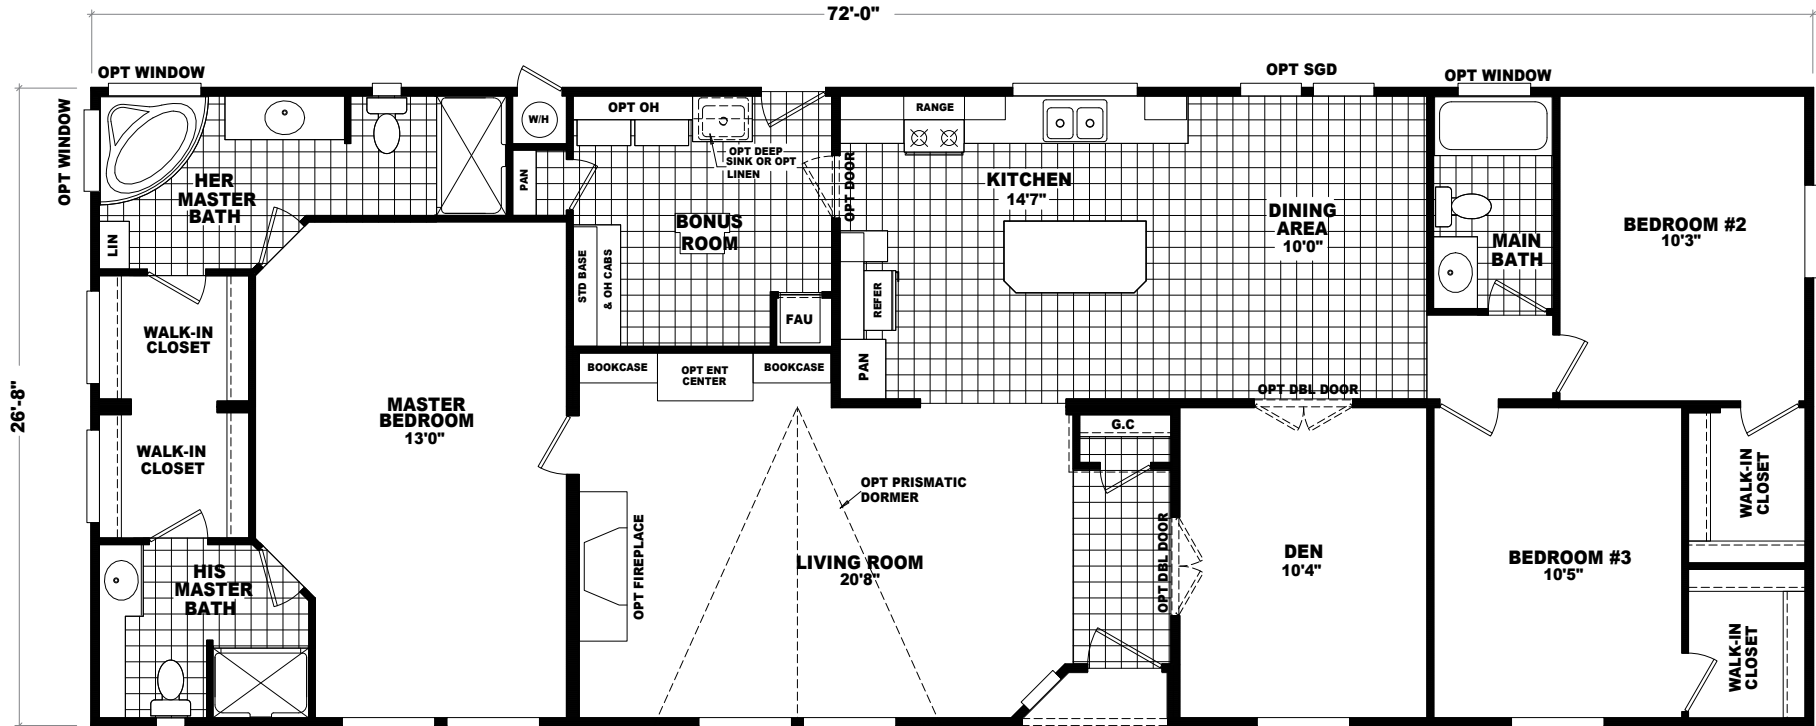 72'-0"
OPT WINDOW
OPT SGD
OPT WINDOW
OPT WINDOW
26'-8"
HER
MASTER
BATH
LIN
W/H
PAN
OPT OH
OPT DEEP
SINK OR OPT
LINEN
OPT DOOR
BONUS
ROOM
STD BASE
& OH CABS
FAU
RANGE
KITCHEN
14'7"
REFER
PAN
DINING
AREA
10'0"
MAIN
BATH
BEDROOM #2
10'3"
WALK-IN
CLOSET
WALK-IN
CLOSET
MASTER
BEDROOM
13'0"
BOOKCASE
OPT ENT
CENTER
BOOKCASE
OPT DBL DOOR
G.C
OPT PRISMATIC
DORMER
OPT FIREPLACE
LIVING ROOM
20'8"
OPT DBL DOOR
DEN
10'4"
BEDROOM #3
10'5"
WALK-IN
CLOSET
WALK-IN
CLOSET
HIS
MASTER
BATH